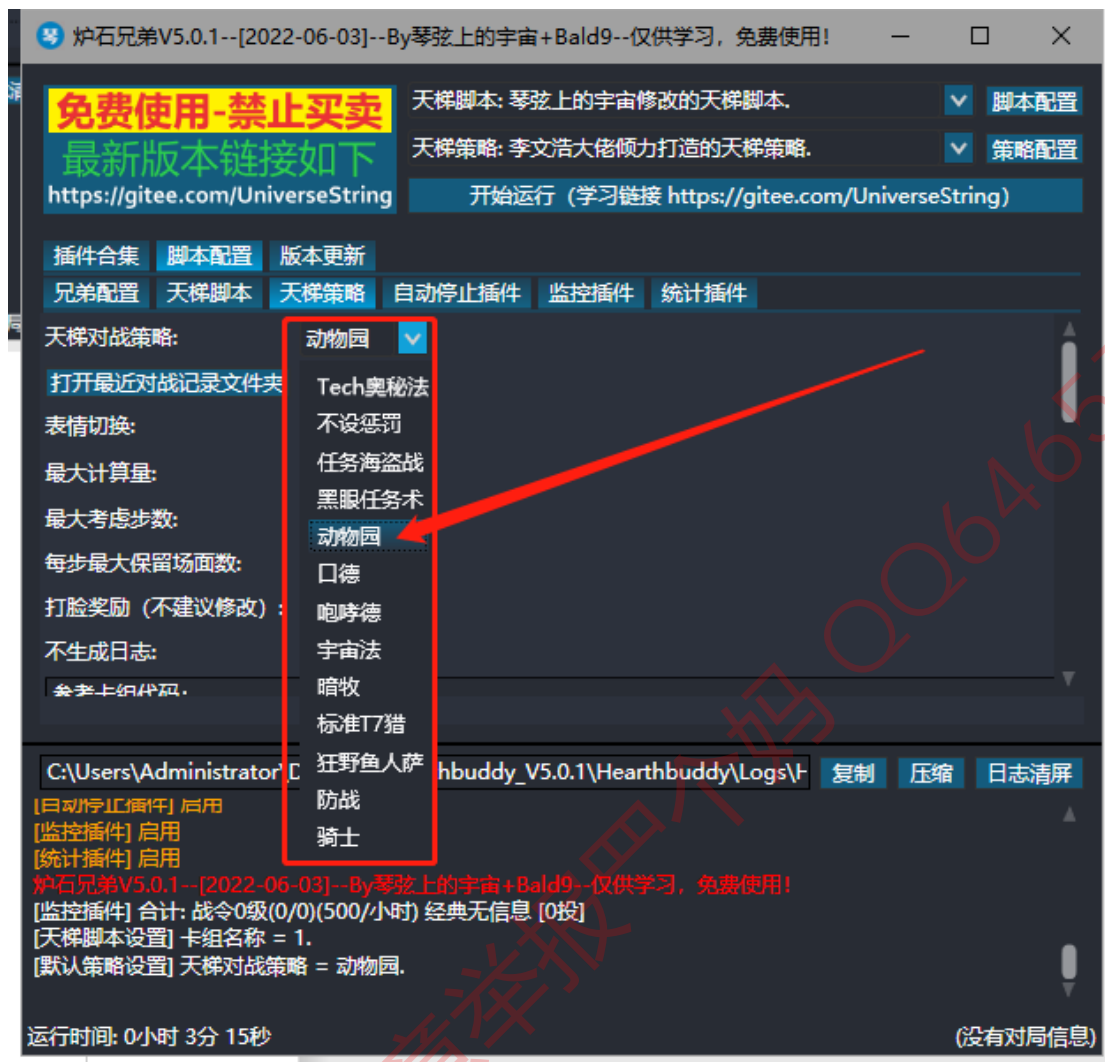 琴 炉石兄弟V5.0.1--[2022-06-03]--By琴弦上的宇宙+Bald9--仅供学习，免费使用!
免费使用-禁止买卖
最新版本链接如下
https://gitee.com/UniverseString
天梯脚本: 琴弦上的宇宙修改的天梯脚本.
脚本配置
天梯策略: 李文浩大佬倾力打造的天梯策略.
策略配置
开始运行（学习链接 https://gitee.com/UniverseString）
插件合集 脚本配置 版本更新
兄弟配置 天梯脚本 天梯策略 自动停止插件 监控插件 统计插件
天梯对战策略:
动物园
打开最近对战记录文件夹
表情切换:
最大计算量:
最大考虑步数:
每步最大保留场面数:
打脸奖励（不建议修改）:
不生成日志:
参考卡组代码:
Tech奥秘法
不设惩罚
任务海盗战
黑眼任务术
动物园
口德
咆哮德
宇宙法
暗牧
标准T7猎
狂野鱼人萨
防战
骑士
C:\Users\Administrator\D hbuddy_V5.0.1\Hearthbuddy\Logs\H
复制 压缩 日志清屏
[自动停止插件] 启用
[监控插件] 启用
[统计插件] 启用
炉石兄弟V5.0.1--[2022-06-03]--By琴弦上的宇宙+Bald9--仅供学习，免费使用!
[监控插件] 合计: 战令0级(0/0)(500/小时) 经典无信息 [0投]
[天梯脚本设置] 卡组名称 = 1.
[默认策略设置] 天梯对战策略 = 动物园.
运行时间: 0小时 3分 15秒
(没有对局信息)